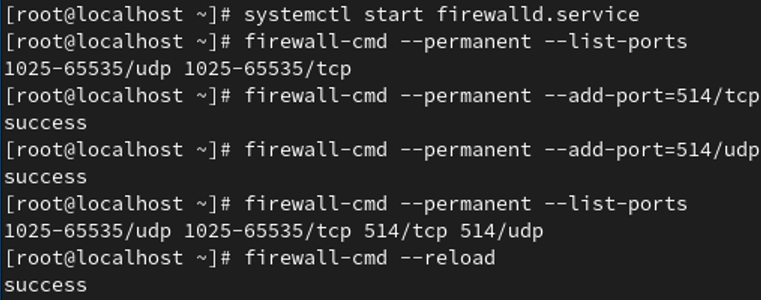 [root@localhost ~]# systemctl start firewalld.service
[root@localhost ~]# firewall-cmd --permanent --list-ports
1025-65535/udp 1025-65535/tcp
[root@localhost ~]# firewall-cmd --permanent --add-port=514/tcp
success
[root@localhost ~]# firewall-cmd --permanent --add-port=514/udp
success
[root@localhost ~]# firewall-cmd --permanent --list-ports
1025-65535/udp 1025-65535/tcp 514/tcp 514/udp
[root@localhost ~]# firewall-cmd --reload
success